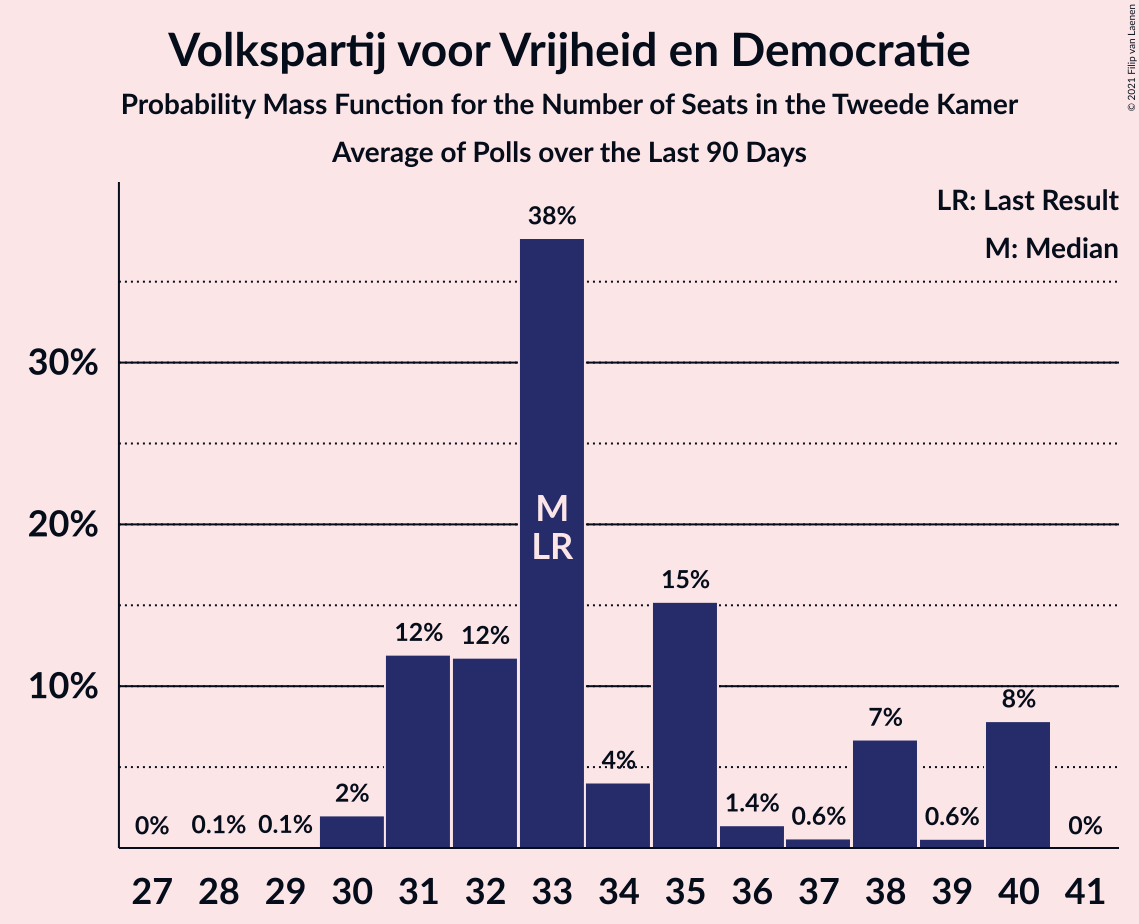 Volkspartij voor Vrijheid en Democratie
Probability Mass Function for the Number of Seats in the Tweede Kamer
Average of Polls over the Last 90 Days
© 2021 Filip van Laenen
LR: Last Result
M: Median
30%
20%
10%
0%
0.1%
0.1%
2%
12%
12%
38%
M
LR
4%
15%
1.4%
0.6%
7%
0.6%
8%
0%
27 28 29 30 31 32 33 34 35 36 37 38 39 40 41